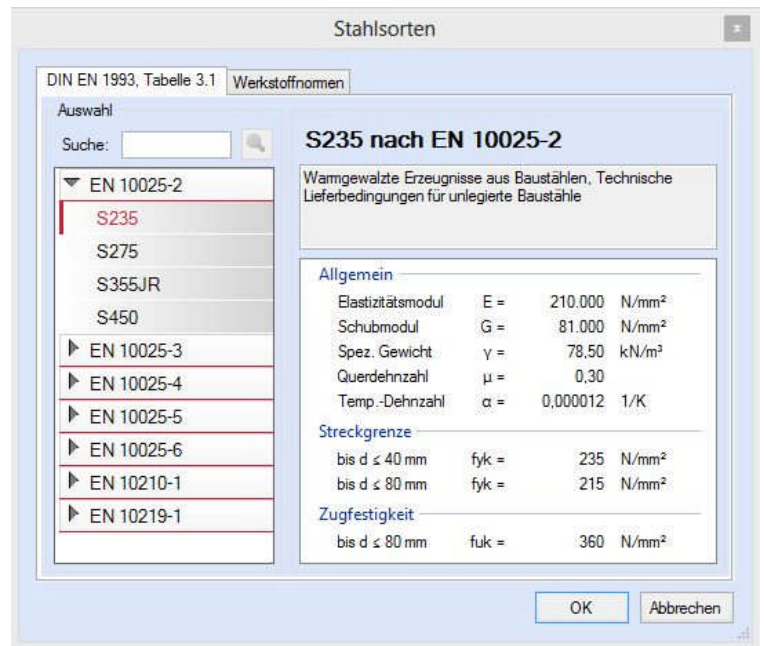 Stahlsorten
x
DIN EN 1993, Tabelle 3.1 Werkstoffnormen
Auswahl
Suche:
EN 10025-2
S235
S275
S355JR
S450
EN 10025-3
EN 10025-4
EN 10025-5
EN 10025-6
EN 10210-1
EN 10219-1
S235 nach EN 10025-2
Warmgewalzte Erzeugnisse aus Baustählen, Technische
Lieferbedingungen für unlegierte Baustähle
Allgemein
Elastizitätsmodul E = 210.000 N/mm²
Schubmodul G = 81.000 N/mm²
Spez. Gewicht γ = 78,50 kN/m³
Querdehnzahl μ = 0,30
Temp.-Dehnzahl α = 0,000012 1/K
Streckgrenze
bis d ≤ 40 mm fyk = 235 N/mm²
bis d ≤ 80 mm fyk = 215 N/mm²
Zugfestigkeit
bis d ≤ 80 mm fuk = 360 N/mm²
OK Abbrechen